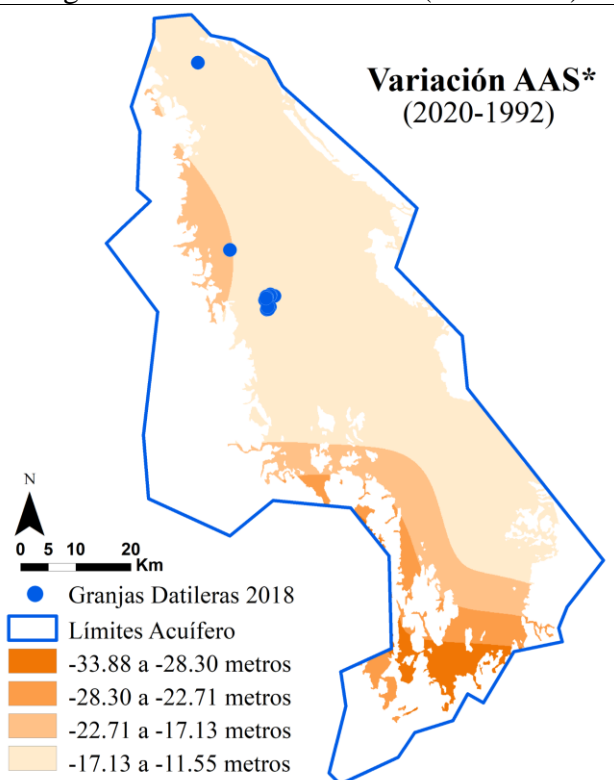 Variación AAS*
(2020-1992)
N
0 5 10 20
Km
Granjas Datileras 2018
Límites Acuífero
-33.88 a -28.30 metros
-28.30 a -22.71 metros
-22.71 a -17.13 metros
-17.13 a -11.55 metros